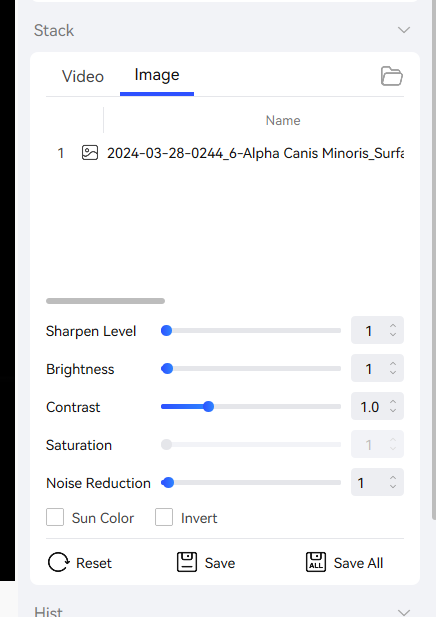 Stack
Video Image
Name
1 2024-03-28-0244_6-Alpha Canis Minoris_Surfa
Sharpen Level 1
Brightness 1
Contrast 1.0
Saturation 1
Noise Reduction 1
Sun Color Invert
Reset Save ALL Save All
Hist